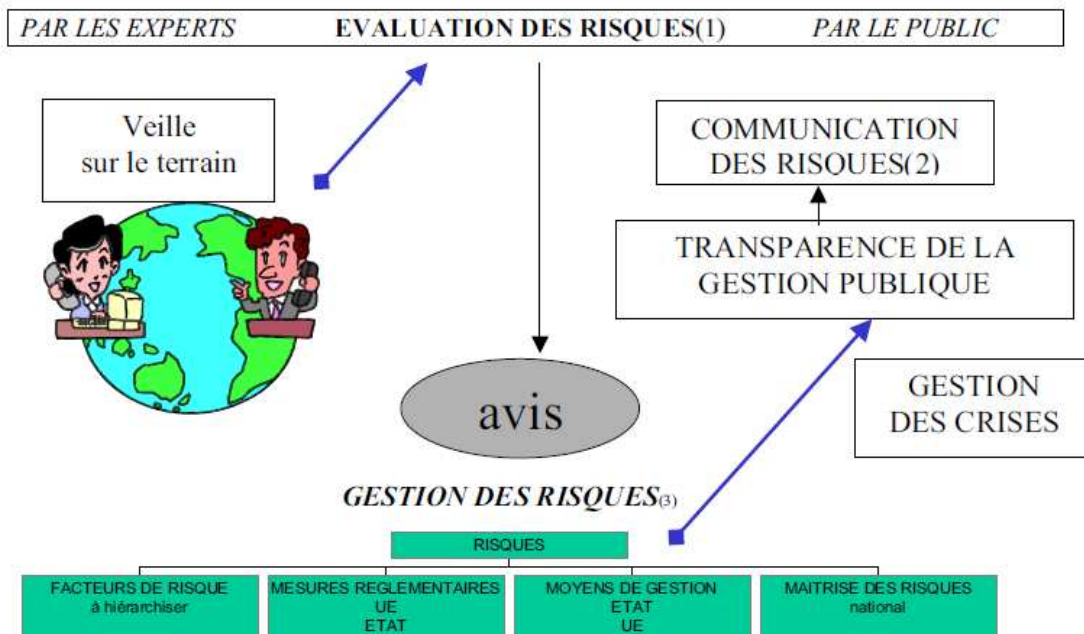 PAR LES EXPERTS EVALUATION DES RISQUES(1) PAR LE PUBLIC
Veille
sur le terrain
COMMUNICATION
DES RISQUES(2)
TRANSPARENCE DE LA
GESTION PUBLIQUE
avis
GESTION
DES CRISES
GESTION DES RISQUES(3)
RISQUES
FACTEURS DE RISQUE
à hiérarchiser
MESURES REGLEMENTAIRES
UE
ETAT
MOYENS DE GESTION
ETAT
UE
MAITRISE DES RISQUES
national